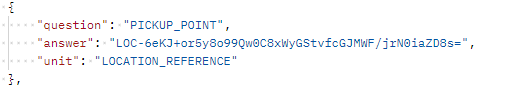 {
"question": "PICKUP_POINT",
"answer": "LOC-6eKJ+or5y8o99Qw0C8xWyGStvfcGJMWF/jrN0iaZD8s=",
"unit": "LOCATION_REFERENCE"
},